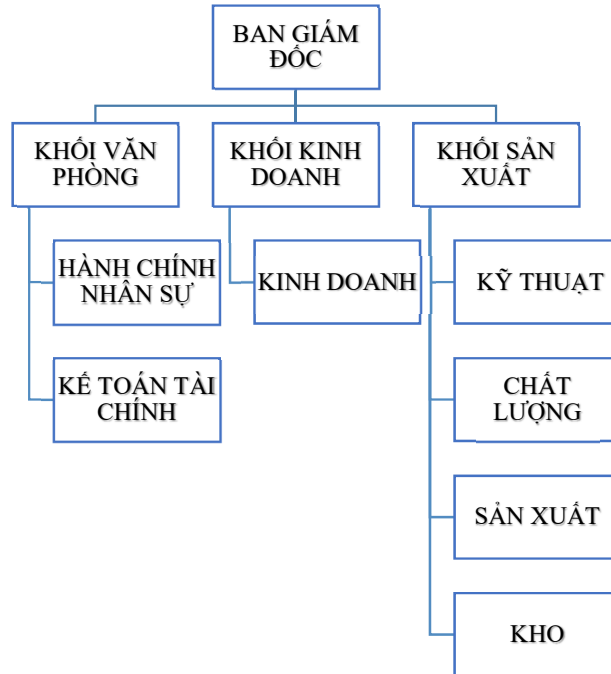 BAN GIÁM
ĐỐC
KHỐI VĂN
PHÒNG
KHỐI KINH
DOANH
KHỐI SẢN
XUẤT
HÀNH CHÍNH
NHÂN SỰ
KINH DOANH
KỸ THUẠT
KẾ TOÁN TÀI
CHÍNH
CHẤT
LƯỢNG
SẢN XUẤT
KHO